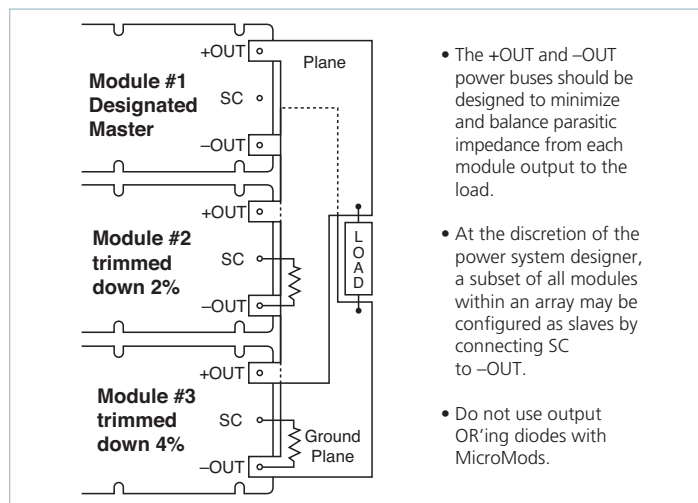 +OUT
Plane
Module #1
Designated
Master
SC
–OUT
+OUT
Module #2
trimmed
down 2%
SC
–OUT
LOAD
+OUT
Module #3
trimmed
down 4%
SC
Ground
Plane
–OUT
• The +OUT and –OUT
power buses should be
designed to minimize
and balance parasitic
impedance from each
module output to the
load.
• At the discretion of the
power system designer,
a subset of all modules
within an array may be
configured as slaves by
connecting SC
to –OUT.
• Do not use output
OR'ing diodes with
MicroMods.